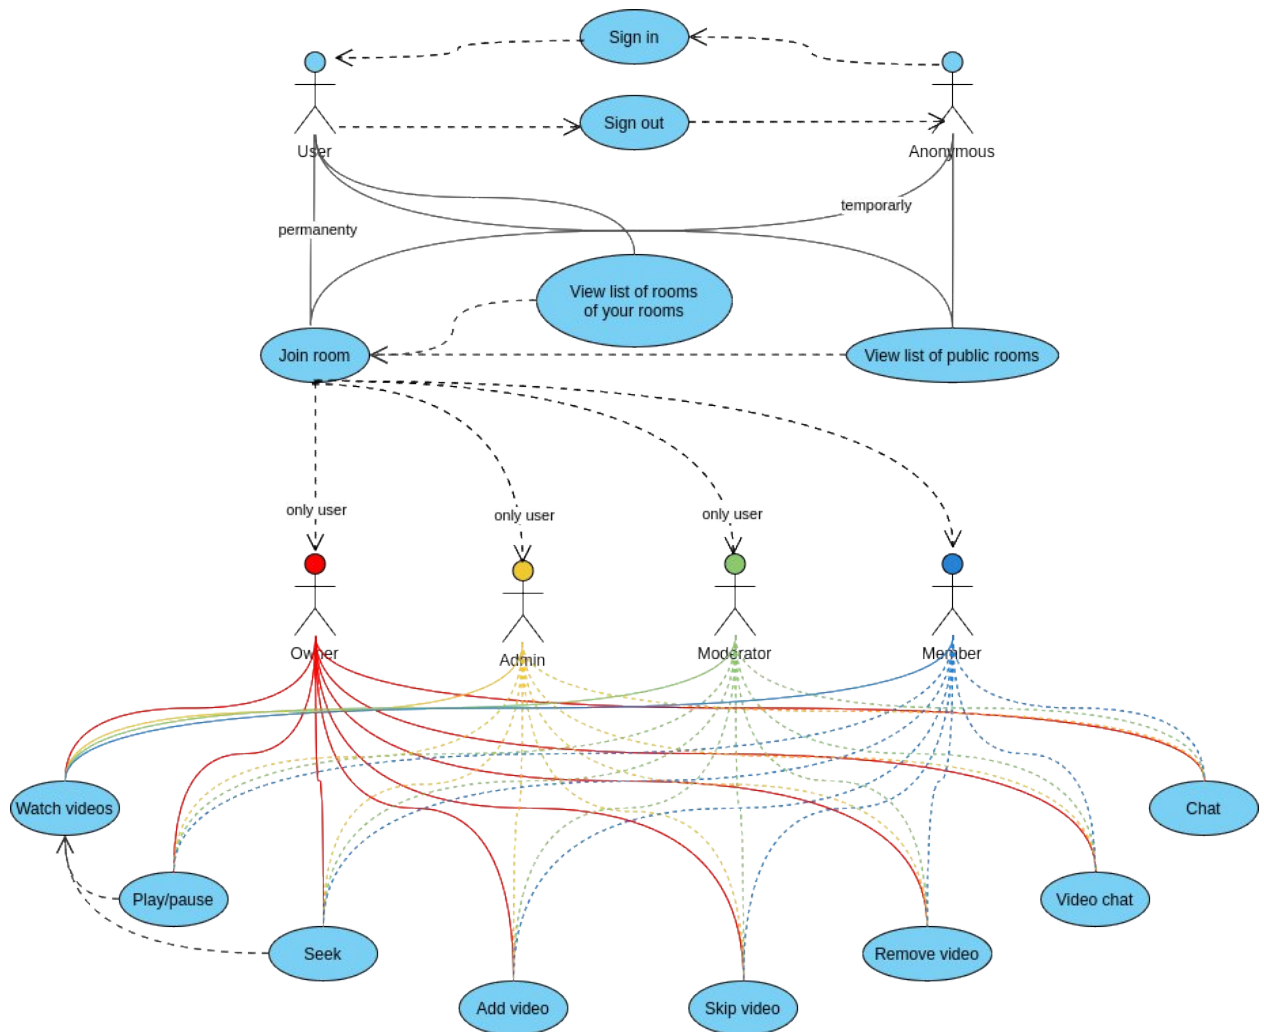 Sign in
Sign out
User
Anonymous
temporarly
permanenty
View list of rooms
of your rooms
Join room
View list of public rooms
only user
only user
only user
Owner
Admin
Moderator
Member
Watch videos
Chat
Play/pause
Video chat
Seek
Remove video
Add video
Skip video